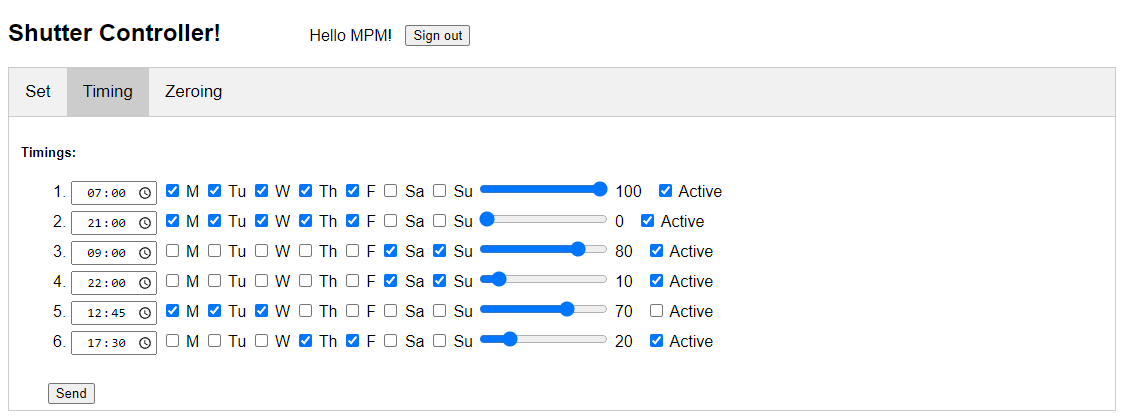 Shutter Controller! Hello MPM! Sign out
Set Timing Zeroing
Timings:
1. 07:00 M Tu W Th F Sa Su 100 Active
2. 21:00 M Tu W Th F Sa Su 0 Active
3. 09:00 M Tu W Th F Sa Su 80 Active
4. 22:00 M Tu W Th F Sa Su 10 Active
5. 12:45 M Tu W Th F Sa Su 70 Active
6. 17:30 M Tu W Th F Sa Su 20 Active
Send